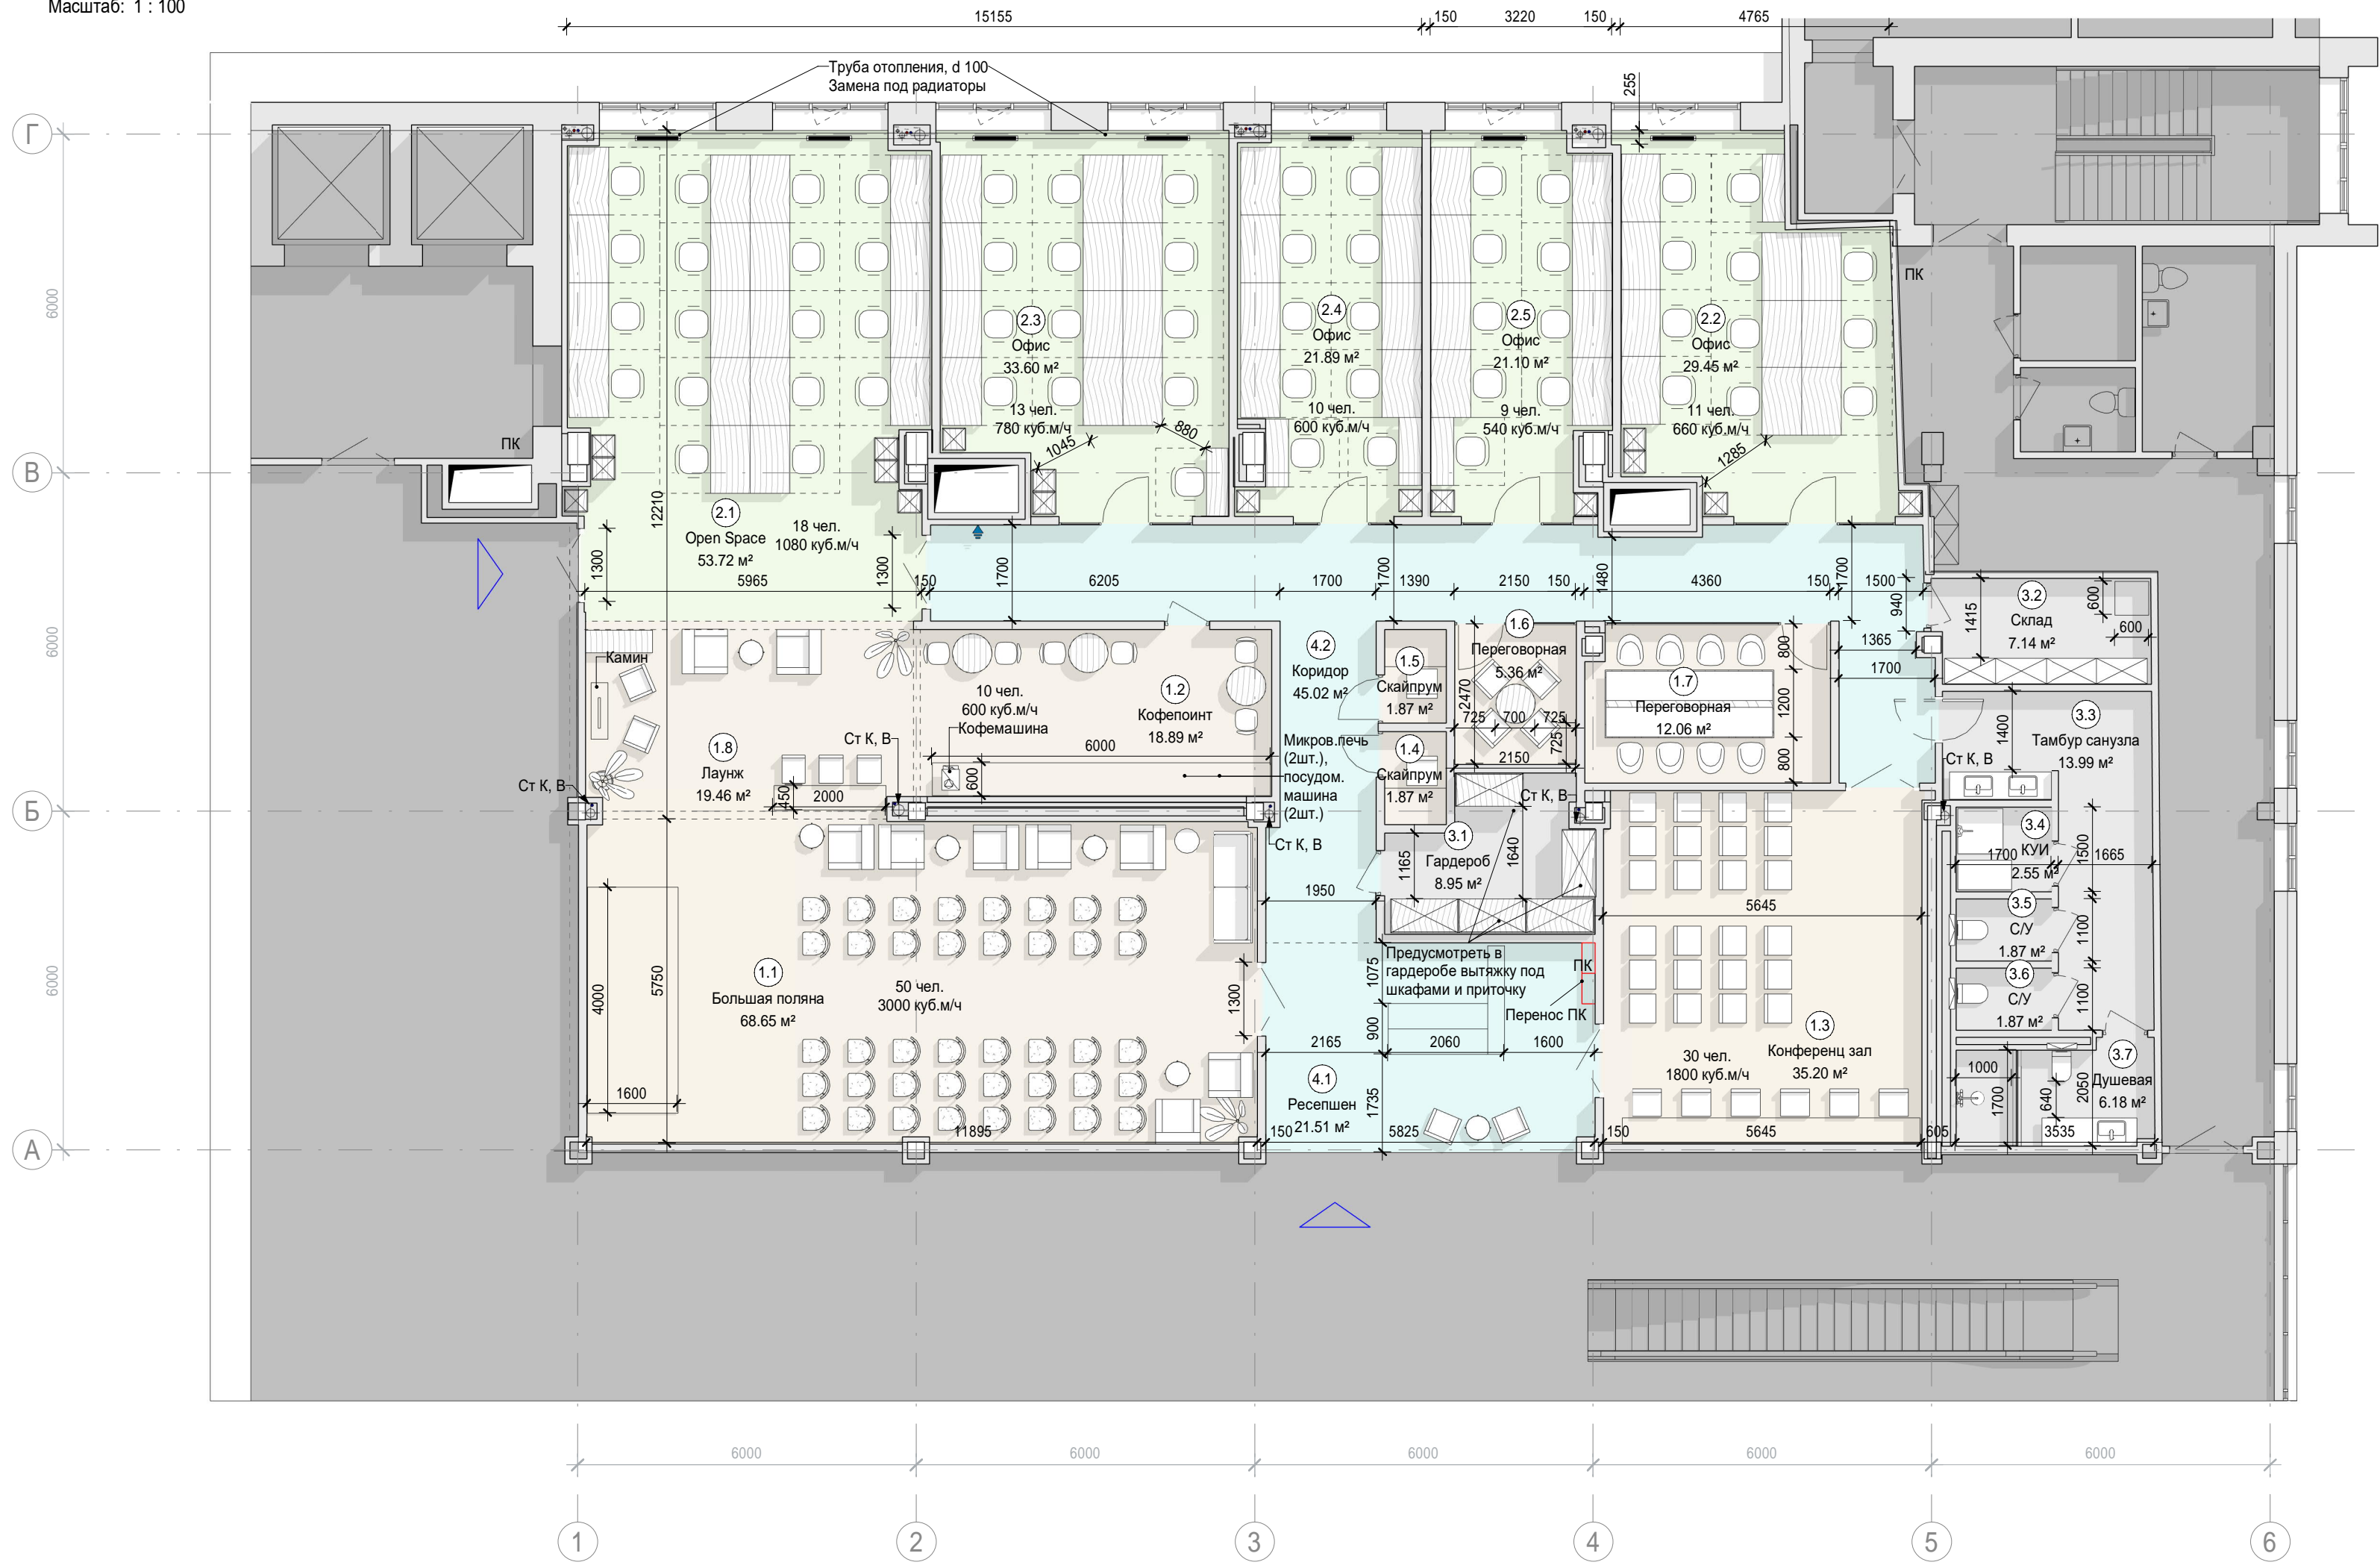 Масштаб: 1 : 100
15155
150
3220
150
4765
Труба отопления, d 100
Замена под радиаторы
255
Г
6000
ПК
2.3
Офис
33.60 м²
13 чел.
780 куб.м/ч
1045
880
2.4
Офис
21.89 м²
10 чел.
600 куб.м/ч
2.5
Офис
21.10 м²
9 чел.
540 куб.м/ч
2.2
Офис
29.45 м²
11 чел.
660 куб.м/ч
1285
ПК
В
12210
2.1
Open Space
53.72 м²
18 чел.
1080 куб.м/ч
1300
1300
5965
150
1700
6205
1700
1700
1390
2150
150
1480
4360
150
1700
1500
940
6000
Камин
1.8
Лаунж
19.46 м²
Ст К, В
Ст К, В
450
2000
10 чел.
600 куб.м/ч
Кофемашина
6000
600
1.2
Кофепоинт
18.89 м²
4.2
Коридор
45.02 м²
Микров.печь
(2шт.),
посудом.
машина
(2шт.)
Ст К, В
1.5
Скайпрум
1.87 м²
1.4
Скайпрум
1.87 м²
1.6
Переговорная
5.36 м²
2470
725
700
725
725
2150
Ст К, В
1.7
Переговорная
12.06 м²
800
1200
800
1365
1700
3.2
Склад
7.14 м²
1415
600
600
3.3
Тамбур санузла
13.99 м²
1400
Ст К, В
Б
3.1
Гардероб
8.95 м²
1165
1640
1950
3.4
КУИ
2.55 м²
1700
1500
1665
3.5
С/У
1.87 м²
1100
3.6
С/У
1.87 м²
1100
3.7
Душевая
6.18 м²
1000
1700
640
2050
3535
6000
4000
5750
1600
1.1
Большая поляна
68.65 м²
50 чел.
3000 куб.м/ч
1300
11895
Предусмотреть в
гардеробе вытяжку под
шкафами и приточку
ПК
Перенос ПК
1075
900
2165
2060
1600
4.1
Ресепшен
21.51 м²
1735
150
5825
5645
1.3
Конференц зал
35.20 м²
30 чел.
1800 куб.м/ч
150
5645
605
А
6000
6000
6000
6000
6000
1
2
3
4
5
6